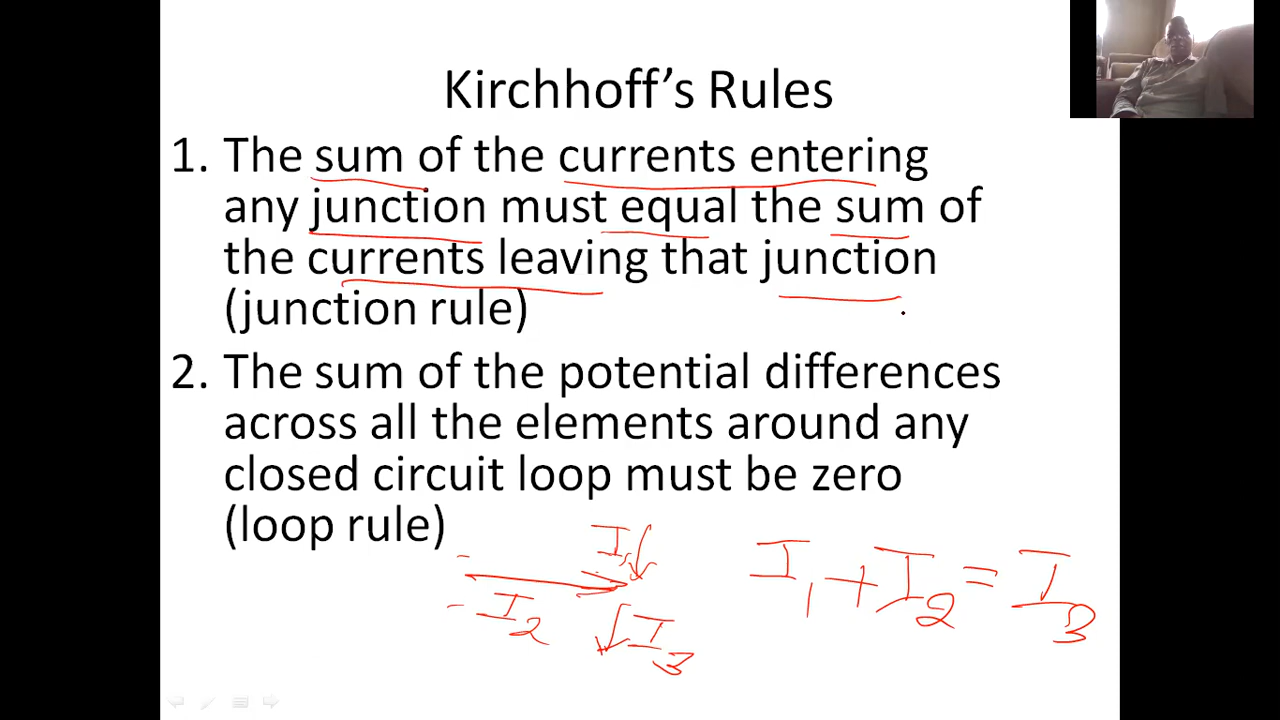 Kirchhoff's Rules
1. The sum of the currents entering
any junction must equal the sum of
the currents leaving that junction
(junction rule)
2. The sum of the potential differences
across all the elements around any
closed circuit loop must be zero
(loop rule)
I₁
I₂
I₃
I₁ + I₂ = I₃